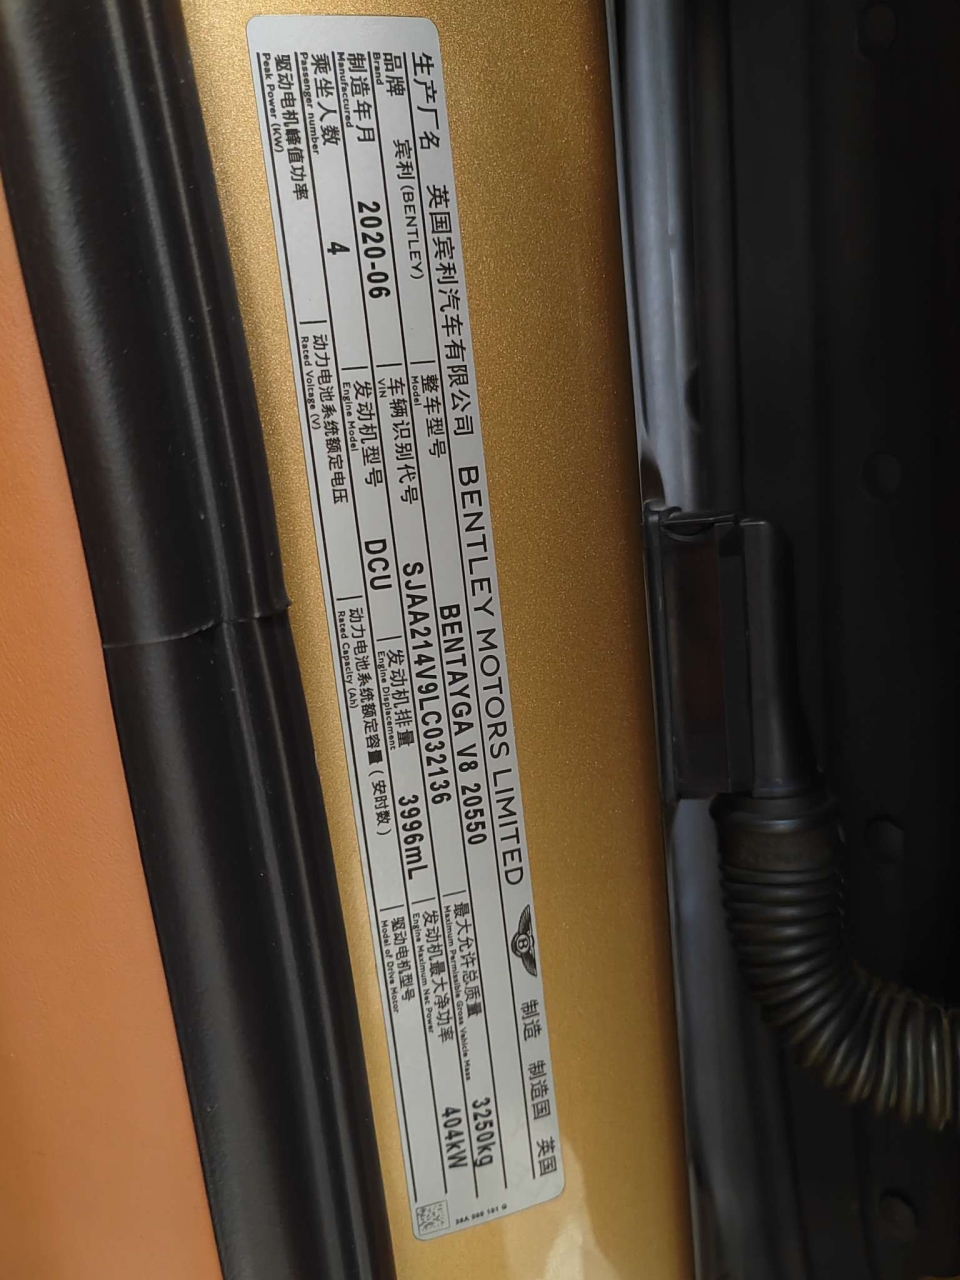 生产厂名 英国宾利汽车有限公司 BENTLEY MOTORS LIMITED B 制造 制造国 英国
品牌 宾利(BENTLEY) 整车型号 BENTAYGA V8 20550 最大允许总质量 3250kg
Brand Model Maximum Permissible Gross Vehicle Mass
制造年月 2020-06 车辆识别代号 SJAA214V9LC032136 发动机最大净功率 404kW
Manufaccured VIN Engine Maximum Net Power
乘坐人数 4 发动机型号 DCU 发动机排量 3996mL
Passenger number Engine Model Engine Displacement
驱动电机峰值功率 动力电池系统额定电压 动力电池系统额定容量(安时数) 驱动电机型号
Peak Power (KW) Rated Voltage (V) Rated Capacity (Ah) Model of Drive Motor